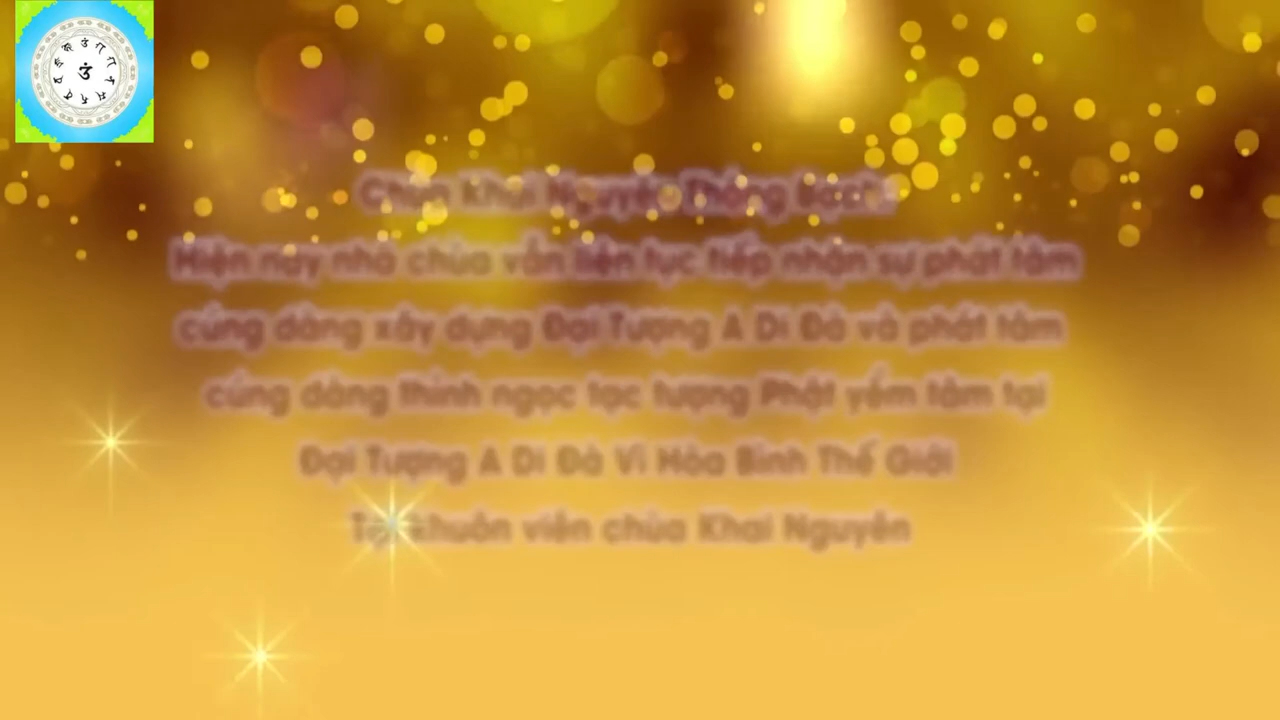 Chùa Khai Nguyên Thông Bạch:
Hiện nay nhà chùa vẫn liên tục tiếp nhận sự phát tâm
cúng dàng xây dựng Đại Tượng A Di Đà và phát tâm
cúng dàng thỉnh ngọc tạc tượng Phật yểm tâm tại
Đại Tượng A Di Đà Vì Hòa Bình Thế Giới
Tại khuôn viên chùa Khai Nguyên